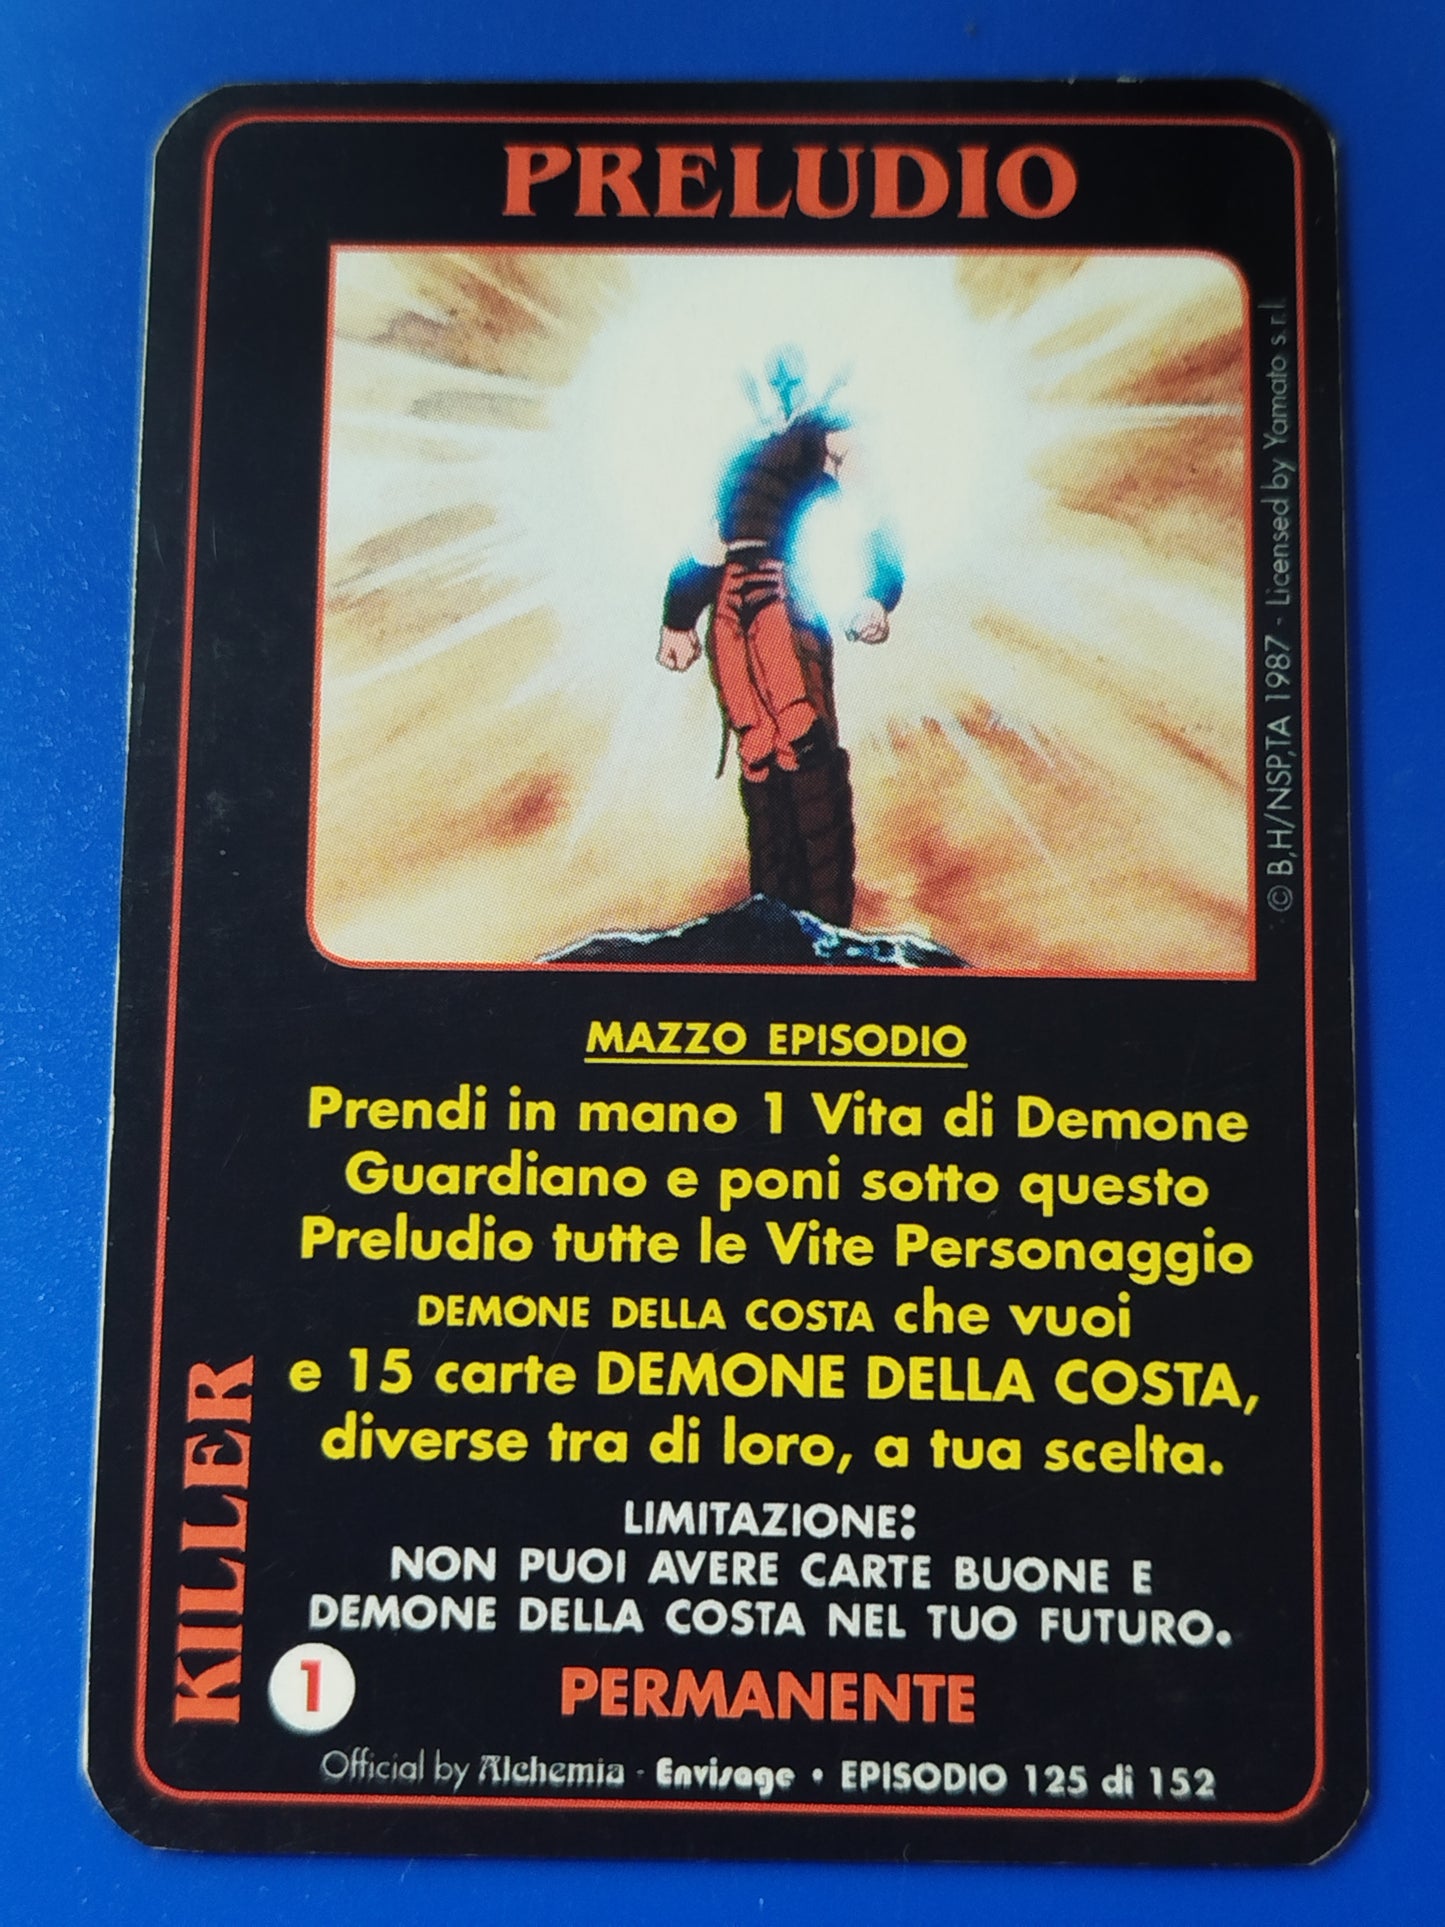 PRELUDIO
© B,H/NSP,TA 1987 - Licensed by Yamato s.r.l.
MAZZO EPISODIO
Prendi in mano 1 Vita di Demone
Guardiano e poni sotto questo
Preludio tutte le Vite Personaggio
DEMONE DELLA COSTA che vuoi
e 15 carte DEMONE DELLA COSTA,
diverse tra di loro, a tua scelta.
LIMITAZIONE:
NON PUOI AVERE CARTE BUONE E
DEMONE DELLA COSTA NEL TUO FUTURO.
KILLER
1
PERMANENTE
Official by Alchemia - Envisage • EPISODIO 125 di 152